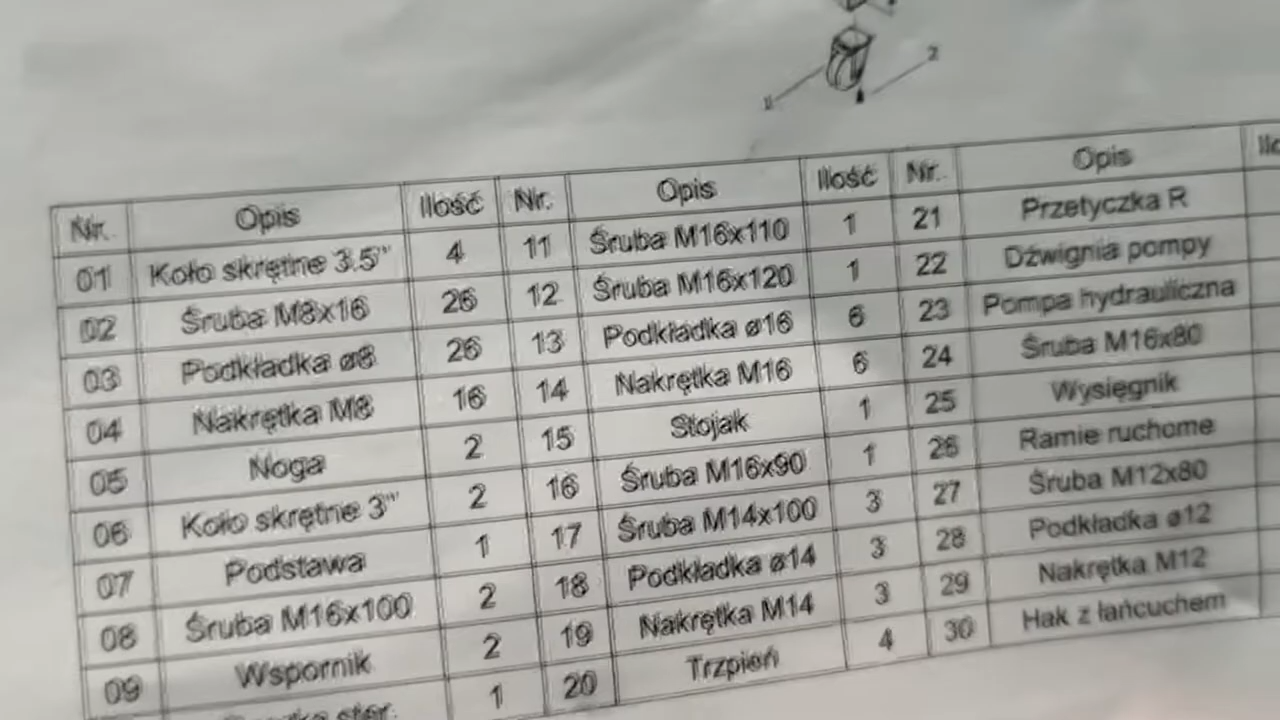 2
Nr. Opis Ilość Nr. Opis Ilość Nr. Opis
01 Koło skrętne 3.5" 4 11 Śruba M16x110 1 21 Przetyczka R
02 Śruba M8x16 26 12 Śruba M16x120 1 22 Dźwignia pompy
03 Podkładka ø8 26 13 Podkładka ø16 6 23 Pompa hydrauliczna
04 Nakrętka M8 16 14 Nakrętka M16 6 24 Śruba M16x80
05 Noga 2 15 Stojak 1 25 Wysięgnik
06 Koło skrętne 3" 2 16 Śruba M16x90 1 26 Ramie ruchome
07 Podstawa 1 17 Śruba M14x100 3 27 Śruba M12x80
08 Śruba M16x100 2 18 Podkładka ø14 3 28 Podkładka ø12
09 Wspornik 2 19 Nakrętka M14 3 29 Nakrętka M12
ster. 1 20 Trzpień 4 30 Hak z łańcuchem